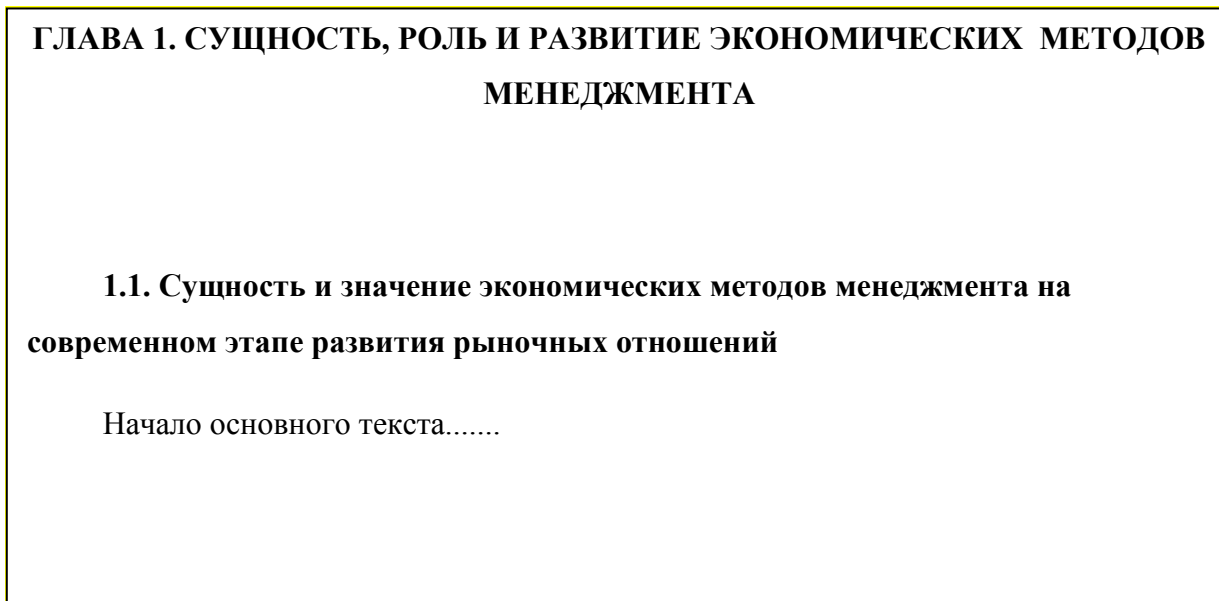 ГЛАВА 1. СУЩНОСТЬ, РОЛЬ И РАЗВИТИЕ ЭКОНОМИЧЕСКИХ  МЕТОДОВ
МЕНЕДЖМЕНТА
1.1. Сущность и значение экономических методов менеджмента на
современном этапе развития рыночных отношений
Начало основного текста.......